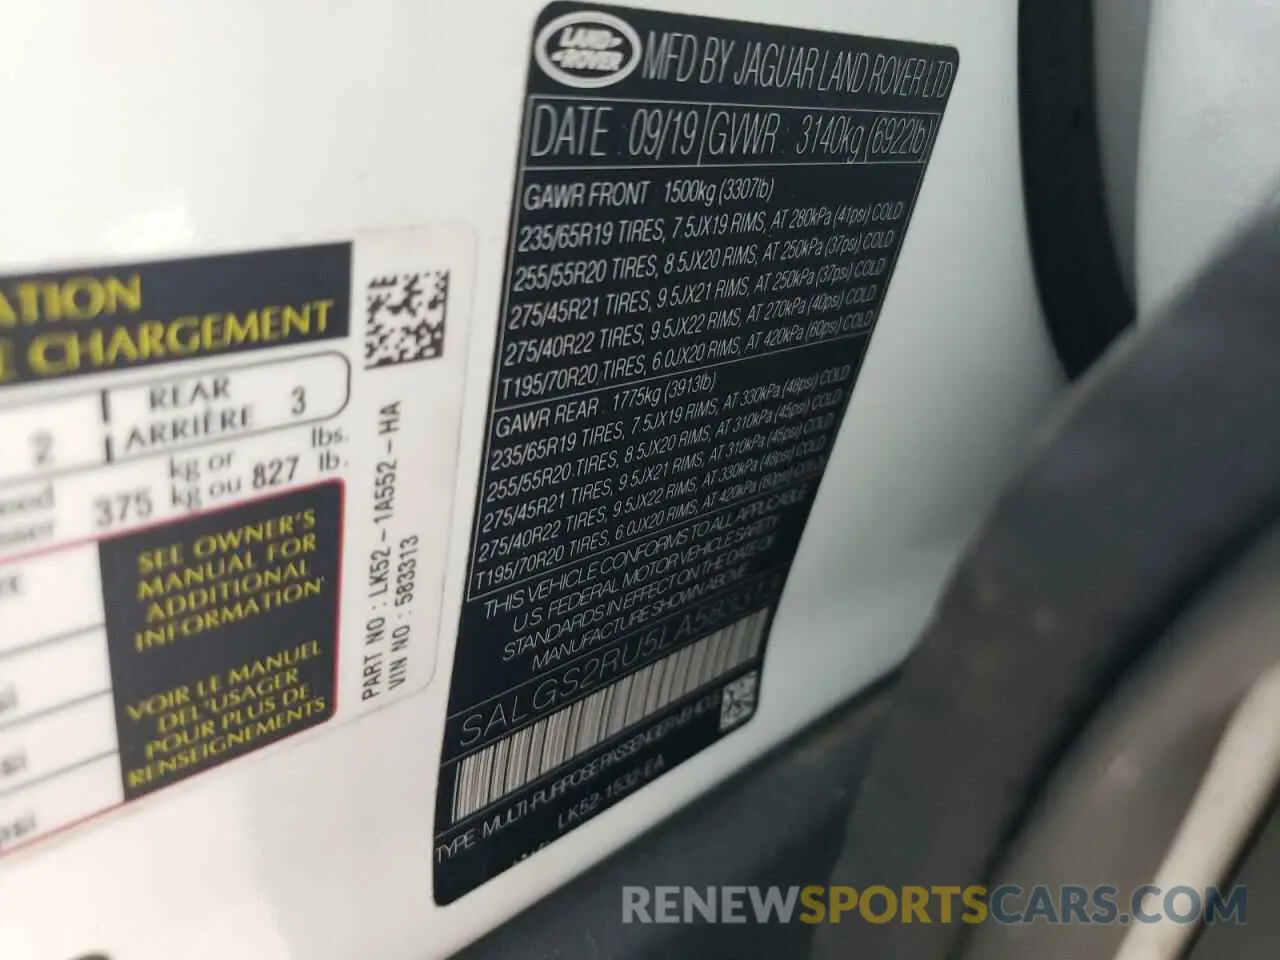 ATION
E CHARGEMENT
2
REAR
ARRIÈRE 3
375 kg or
kg ou 827 lbs.
lb.
SEE OWNER'S
MANUAL FOR
ADDITIONAL
INFORMATION
VOIR LE MANUEL
DE L'USAGER
POUR PLUS DE
RENSEIGNEMENTS
PART NO : LK52-1A552-HA
VIN NO : 583313
LAND-
-ROVER
MFD BY JAGUAR LAND ROVER LTD
DATE : 09/19 GVWR : 3140kg (6922lb)
GAWR FRONT 1500kg (3307lb)
235/65R19 TIRES, 7.5JX19 RIMS, AT 280kPa (41psi) COLD
255/55R20 TIRES, 8.5JX20 RIMS, AT 250kPa (37psi) COLD
275/45R21 TIRES, 9.5JX21 RIMS, AT 250kPa (37psi) COLD
275/40R22 TIRES, 9.5JX22 RIMS, AT 270kPa (40psi) COLD
T195/70R20 TIRES, 6.0JX20 RIMS, AT 420kPa (60psi) COLD
GAWR REAR : 1775kg (3913lb)
235/65R19 TIRES, 7.5JX19 RIMS, AT 330kPa (48psi) COLD
255/55R20 TIRES, 8.5JX20 RIMS, AT 310kPa (45psi) COLD
275/45R21 TIRES, 9.5JX21 RIMS, AT 310kPa (45psi) COLD
275/40R22 TIRES, 9.5JX22 RIMS, AT 330kPa (48psi) COLD
T195/70R20 TIRES, 6.0JX20 RIMS, AT 420kPa (60psi) COLD
THIS VEHICLE CONFORMS TO ALL APPLICABLE
U.S. FEDERAL MOTOR VEHICLE SAFETY
STANDARDS IN EFFECT ON THE DATE OF
MANUFACTURE SHOWN ABOVE
SALGS2RU5LA583313
TYPE MULTI-PURPOSE PASSENGER VEHICLE
LK52-1532-EA
RENEWSPORTSCARS.COM